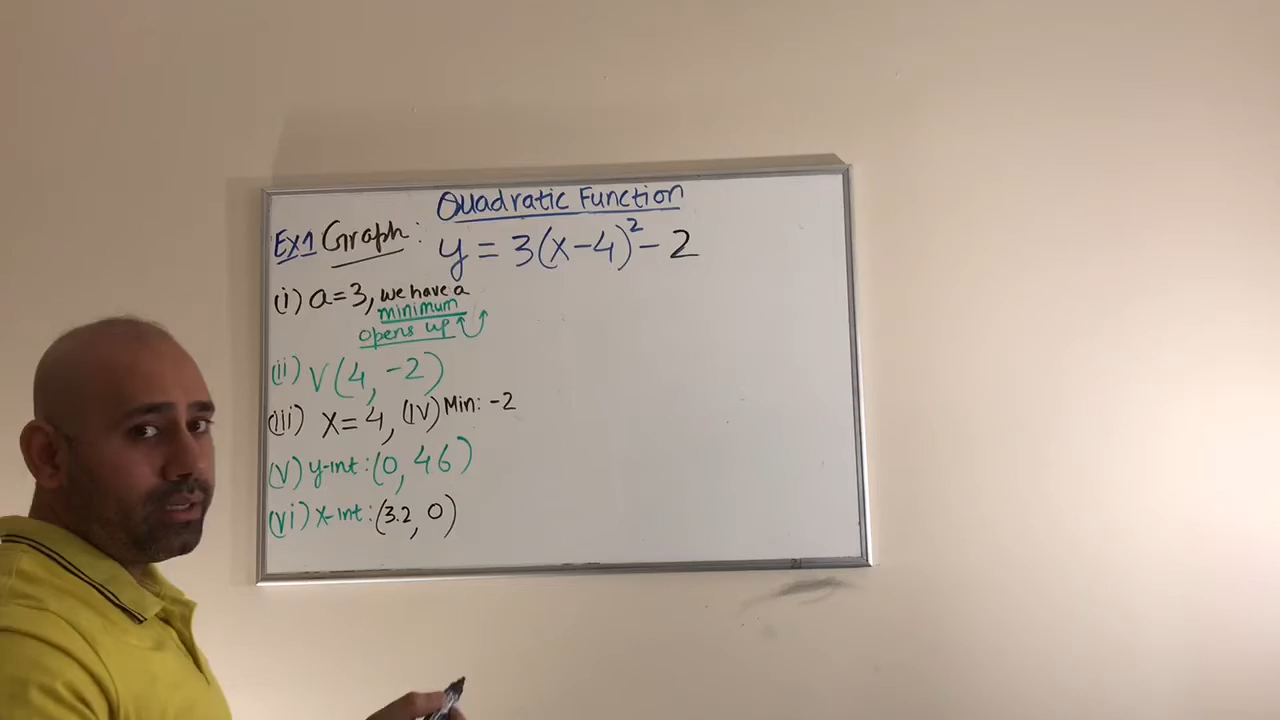 Quadratic Function
Ex1 Graph: y = 3(x-4)² - 2
(i) a=3, we have a
minimum
opens up
(ii) V(4, -2)
(iii) x=4, (IV) Min: -2
(V) y-int: (0, 46)
(vi) x-int: (3.2, 0)